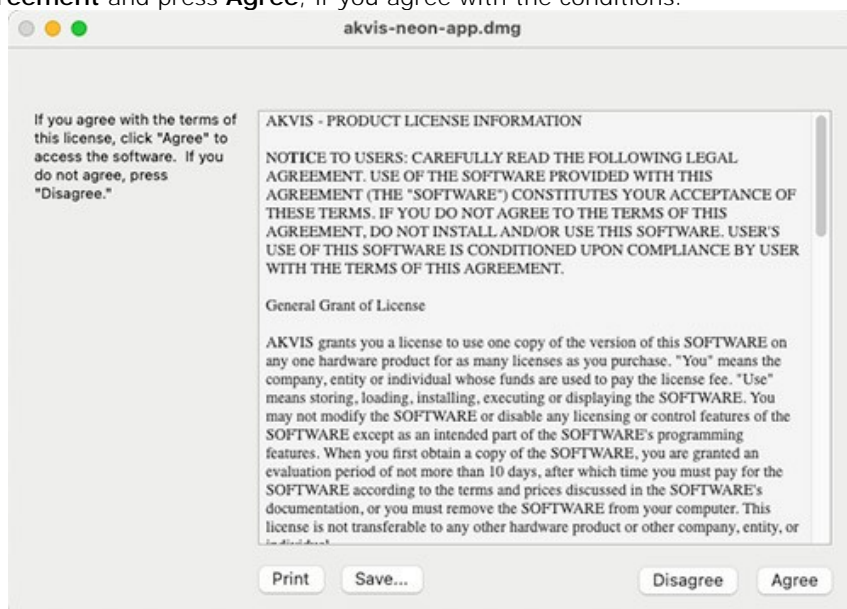 reement and press Agree, if you agree with the conditions.
akvis-neon-app.dmg
If you agree with the terms of
this license, click "Agree" to
access the software. If you
do not agree, press
"Disagree."
AKVIS - PRODUCT LICENSE INFORMATION
NOTICE TO USERS: CAREFULLY READ THE FOLLOWING LEGAL
AGREEMENT. USE OF THE SOFTWARE PROVIDED WITH THIS
AGREEMENT (THE "SOFTWARE") CONSTITUTES YOUR ACCEPTANCE OF
THESE TERMS. IF YOU DO NOT AGREE TO THE TERMS OF THIS
AGREEMENT, DO NOT INSTALL AND/OR USE THIS SOFTWARE. USER'S
USE OF THIS SOFTWARE IS CONDITIONED UPON COMPLIANCE BY USER
WITH THE TERMS OF THIS AGREEMENT.
General Grant of License
AKVIS grants you a license to use one copy of the version of this SOFTWARE on
any one hardware product for as many licenses as you purchase. "You" means the
company, entity or individual whose funds are used to pay the license fee. "Use"
means storing, loading, installing, executing or displaying the SOFTWARE. You
may not modify the SOFTWARE or disable any licensing or control features of the
SOFTWARE except as an intended part of the SOFTWARE's programming
features. When you first obtain a copy of the SOFTWARE, you are granted an
evaluation period of not more than 10 days, after which time you must pay for the
SOFTWARE according to the terms and prices discussed in the SOFTWARE's
documentation, or you must remove the SOFTWARE from your computer. This
license is not transferable to any other hardware product or other company, entity, or
Print
Save...
Disagree
Agree